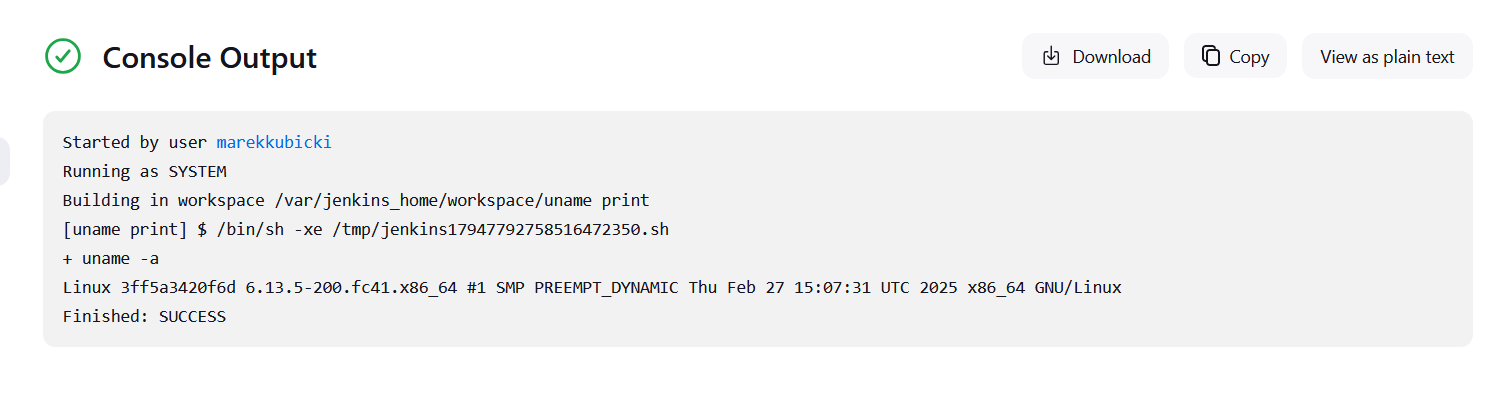 Console Output
Download
Copy
View as plain text
Started by user marekkubicki
Running as SYSTEM
Building in workspace /var/jenkins_home/workspace/uname print
[uname print] $ /bin/sh -xe /tmp/jenkins17947792758516472350.sh
+ uname -a
Linux 3ff5a3420f6d 6.13.5-200.fc41.x86_64 #1 SMP PREEMPT_DYNAMIC Thu Feb 27 15:07:31 UTC 2025 x86_64 GNU/Linux
Finished: SUCCESS